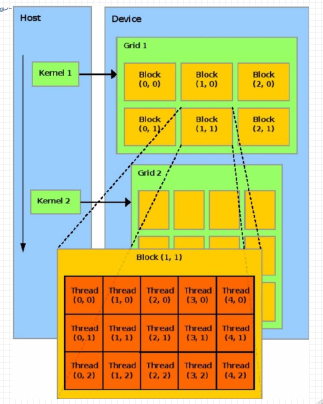 Host
Device
Grid 1
Kernel 1
Block (0, 0)
Block (1, 0)
Block (2, 0)
Block (0, 1)
Block (1, 1)
Block (2, 1)
Grid 2
Kernel 2
Block (1, 1)
Thread (0, 0)
Thread (1, 0)
Thread (2, 0)
Thread (3, 0)
Thread (4, 0)
Thread (0, 1)
Thread (1, 1)
Thread (2, 1)
Thread (3, 1)
Thread (4, 1)
Thread (0, 2)
Thread (1, 2)
Thread (2, 2)
Thread (3, 2)
Thread (4, 2)